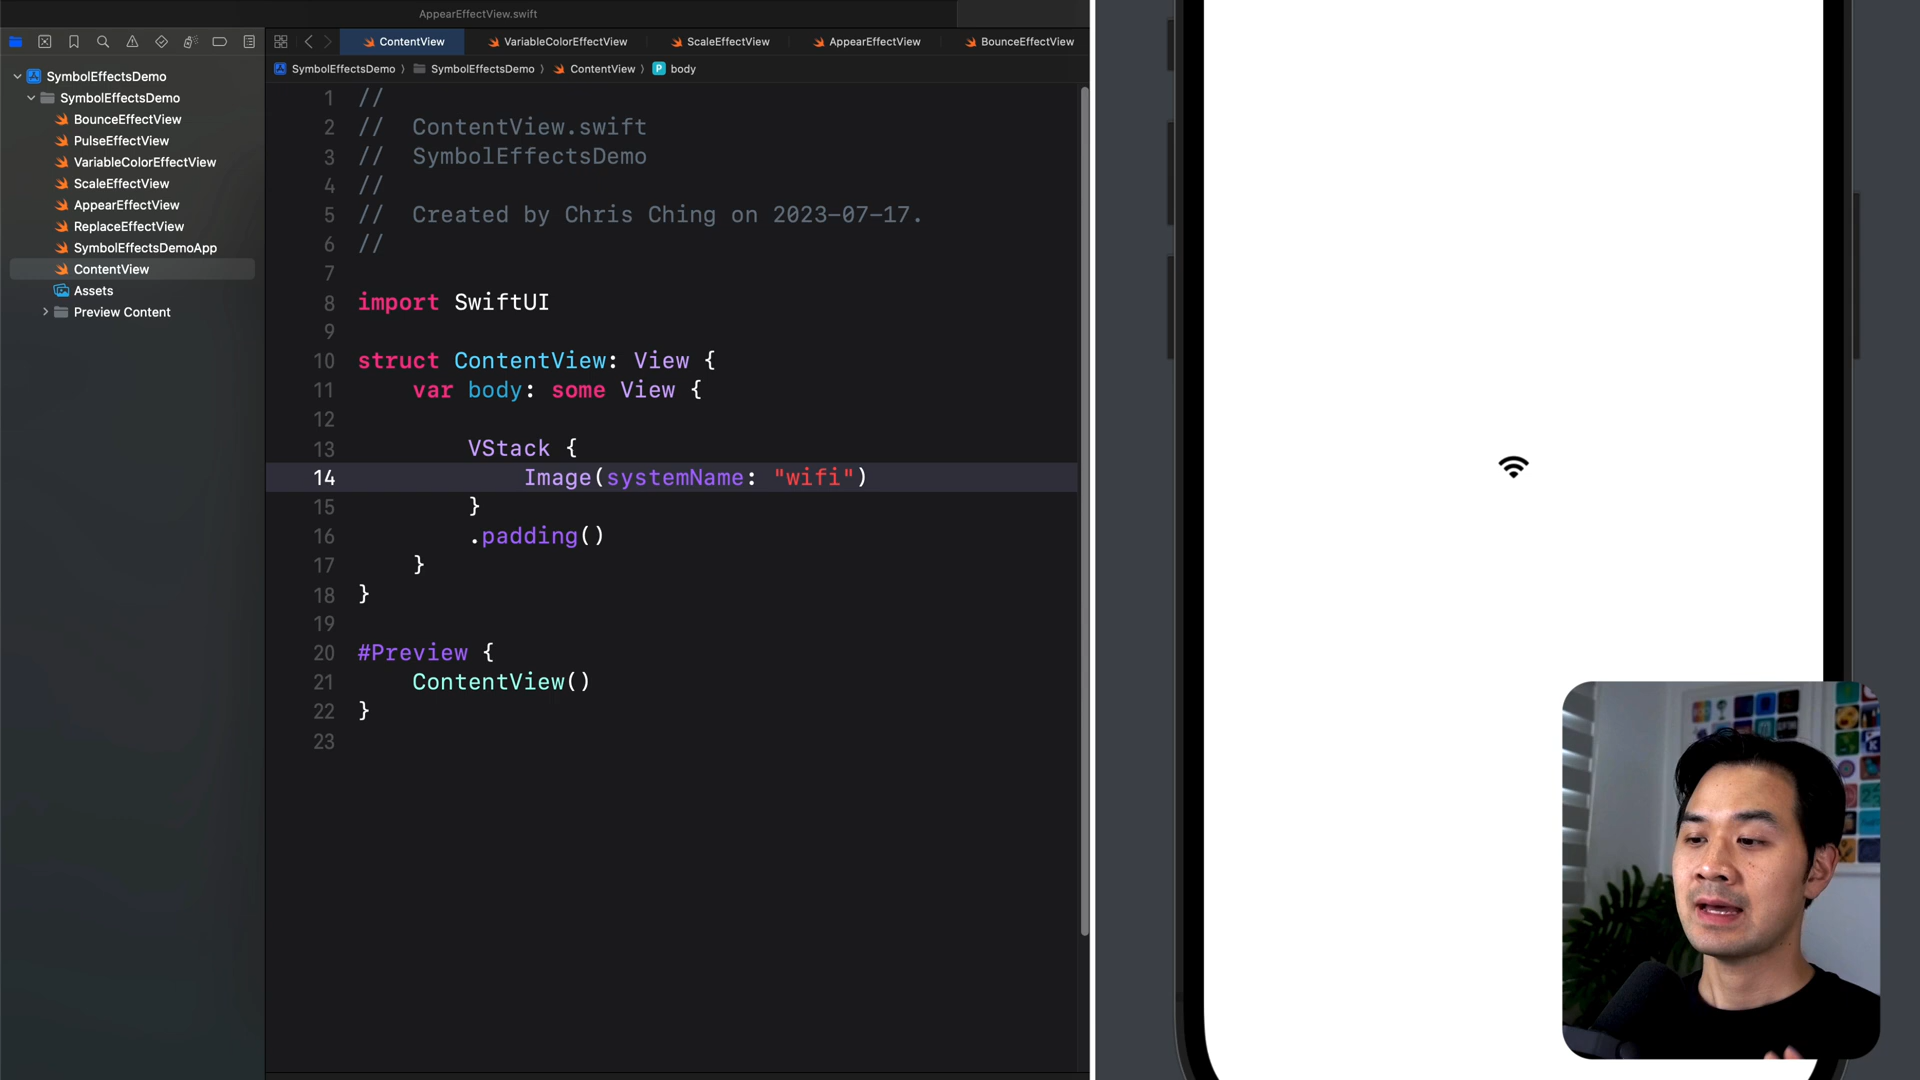 AppearEffectView.swift
ContentView
VariableColorEffectView
ScaleEffectView
AppearEffectView
BounceEffectView
SymbolEffectsDemo
SymbolEffectsDemo
ContentView
P body
SymbolEffectsDemo
SymbolEffectsDemo
BounceEffectView
PulseEffectView
VariableColorEffectView
ScaleEffectView
AppearEffectView
ReplaceEffectView
SymbolEffectsDemoApp
ContentView
Assets
Preview Content
1 //
2 //  ContentView.swift
3 //  SymbolEffectsDemo
4 //
5 //  Created by Chris Ching on 2023-07-17.
6 //
7
8 import SwiftUI
9
10 struct ContentView: View {
11     var body: some View {
12
13         VStack {
14             Image(systemName: "wifi")
15         }
16         .padding()
17     }
18 }
19
20 #Preview {
21     ContentView()
22 }
23